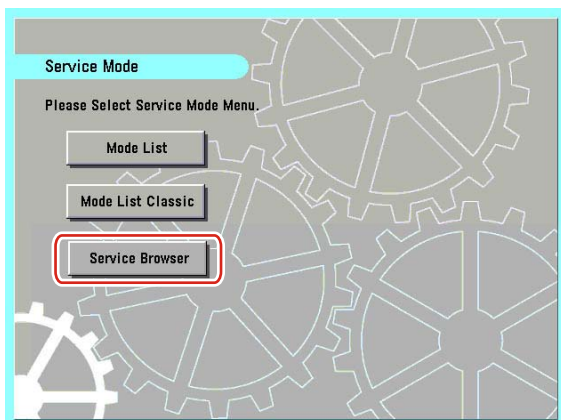 Service Mode
Please Select Service Mode Menu.
Mode List
Mode List Classic
Service Browser